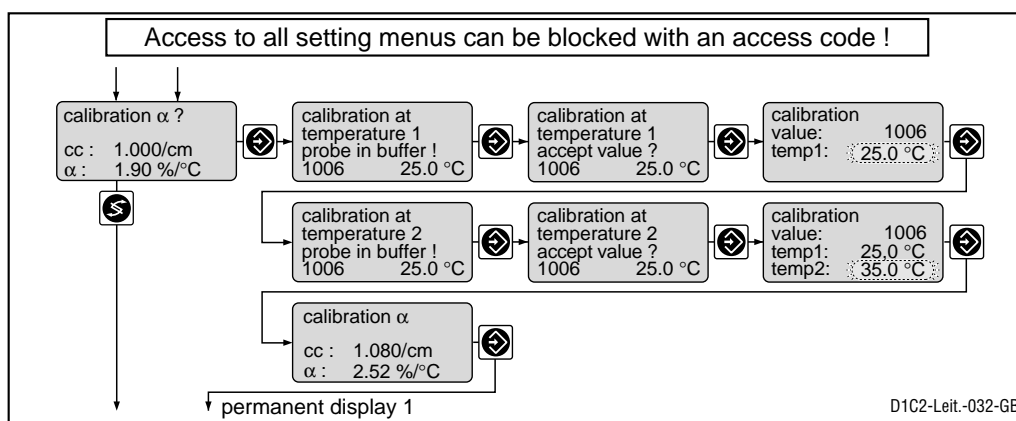 Access to all setting menus can be blocked with an access code !
calibration α ?
cc : 1.000/cm
α : 1.90 %/°C
calibration at
temperature 1
probe in buffer !
1006 25.0 °C
calibration at
temperature 1
accept value ?
1006 25.0 °C
calibration
value: 1006
temp1: 25.0 °C
calibration at
temperature 2
probe in buffer !
1006 25.0 °C
calibration at
temperature 2
accept value ?
1006 25.0 °C
calibration
value: 1006
temp1: 25,0 °C
temp2: 35.0 °C
calibration α
cc : 1.080/cm
α : 2.52 %/°C
permanent display 1
D1C2-Leit.-032-GB